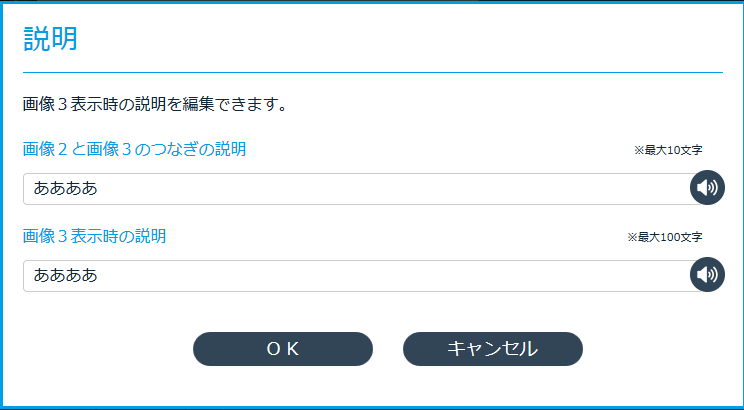 説明
画像３表示時の説明を編集できます。
画像２と画像３のつなぎの説明
※最大10文字
ああああ
画像３表示時の説明
※最大100文字
ああああ
ＯＫ
キャンセル